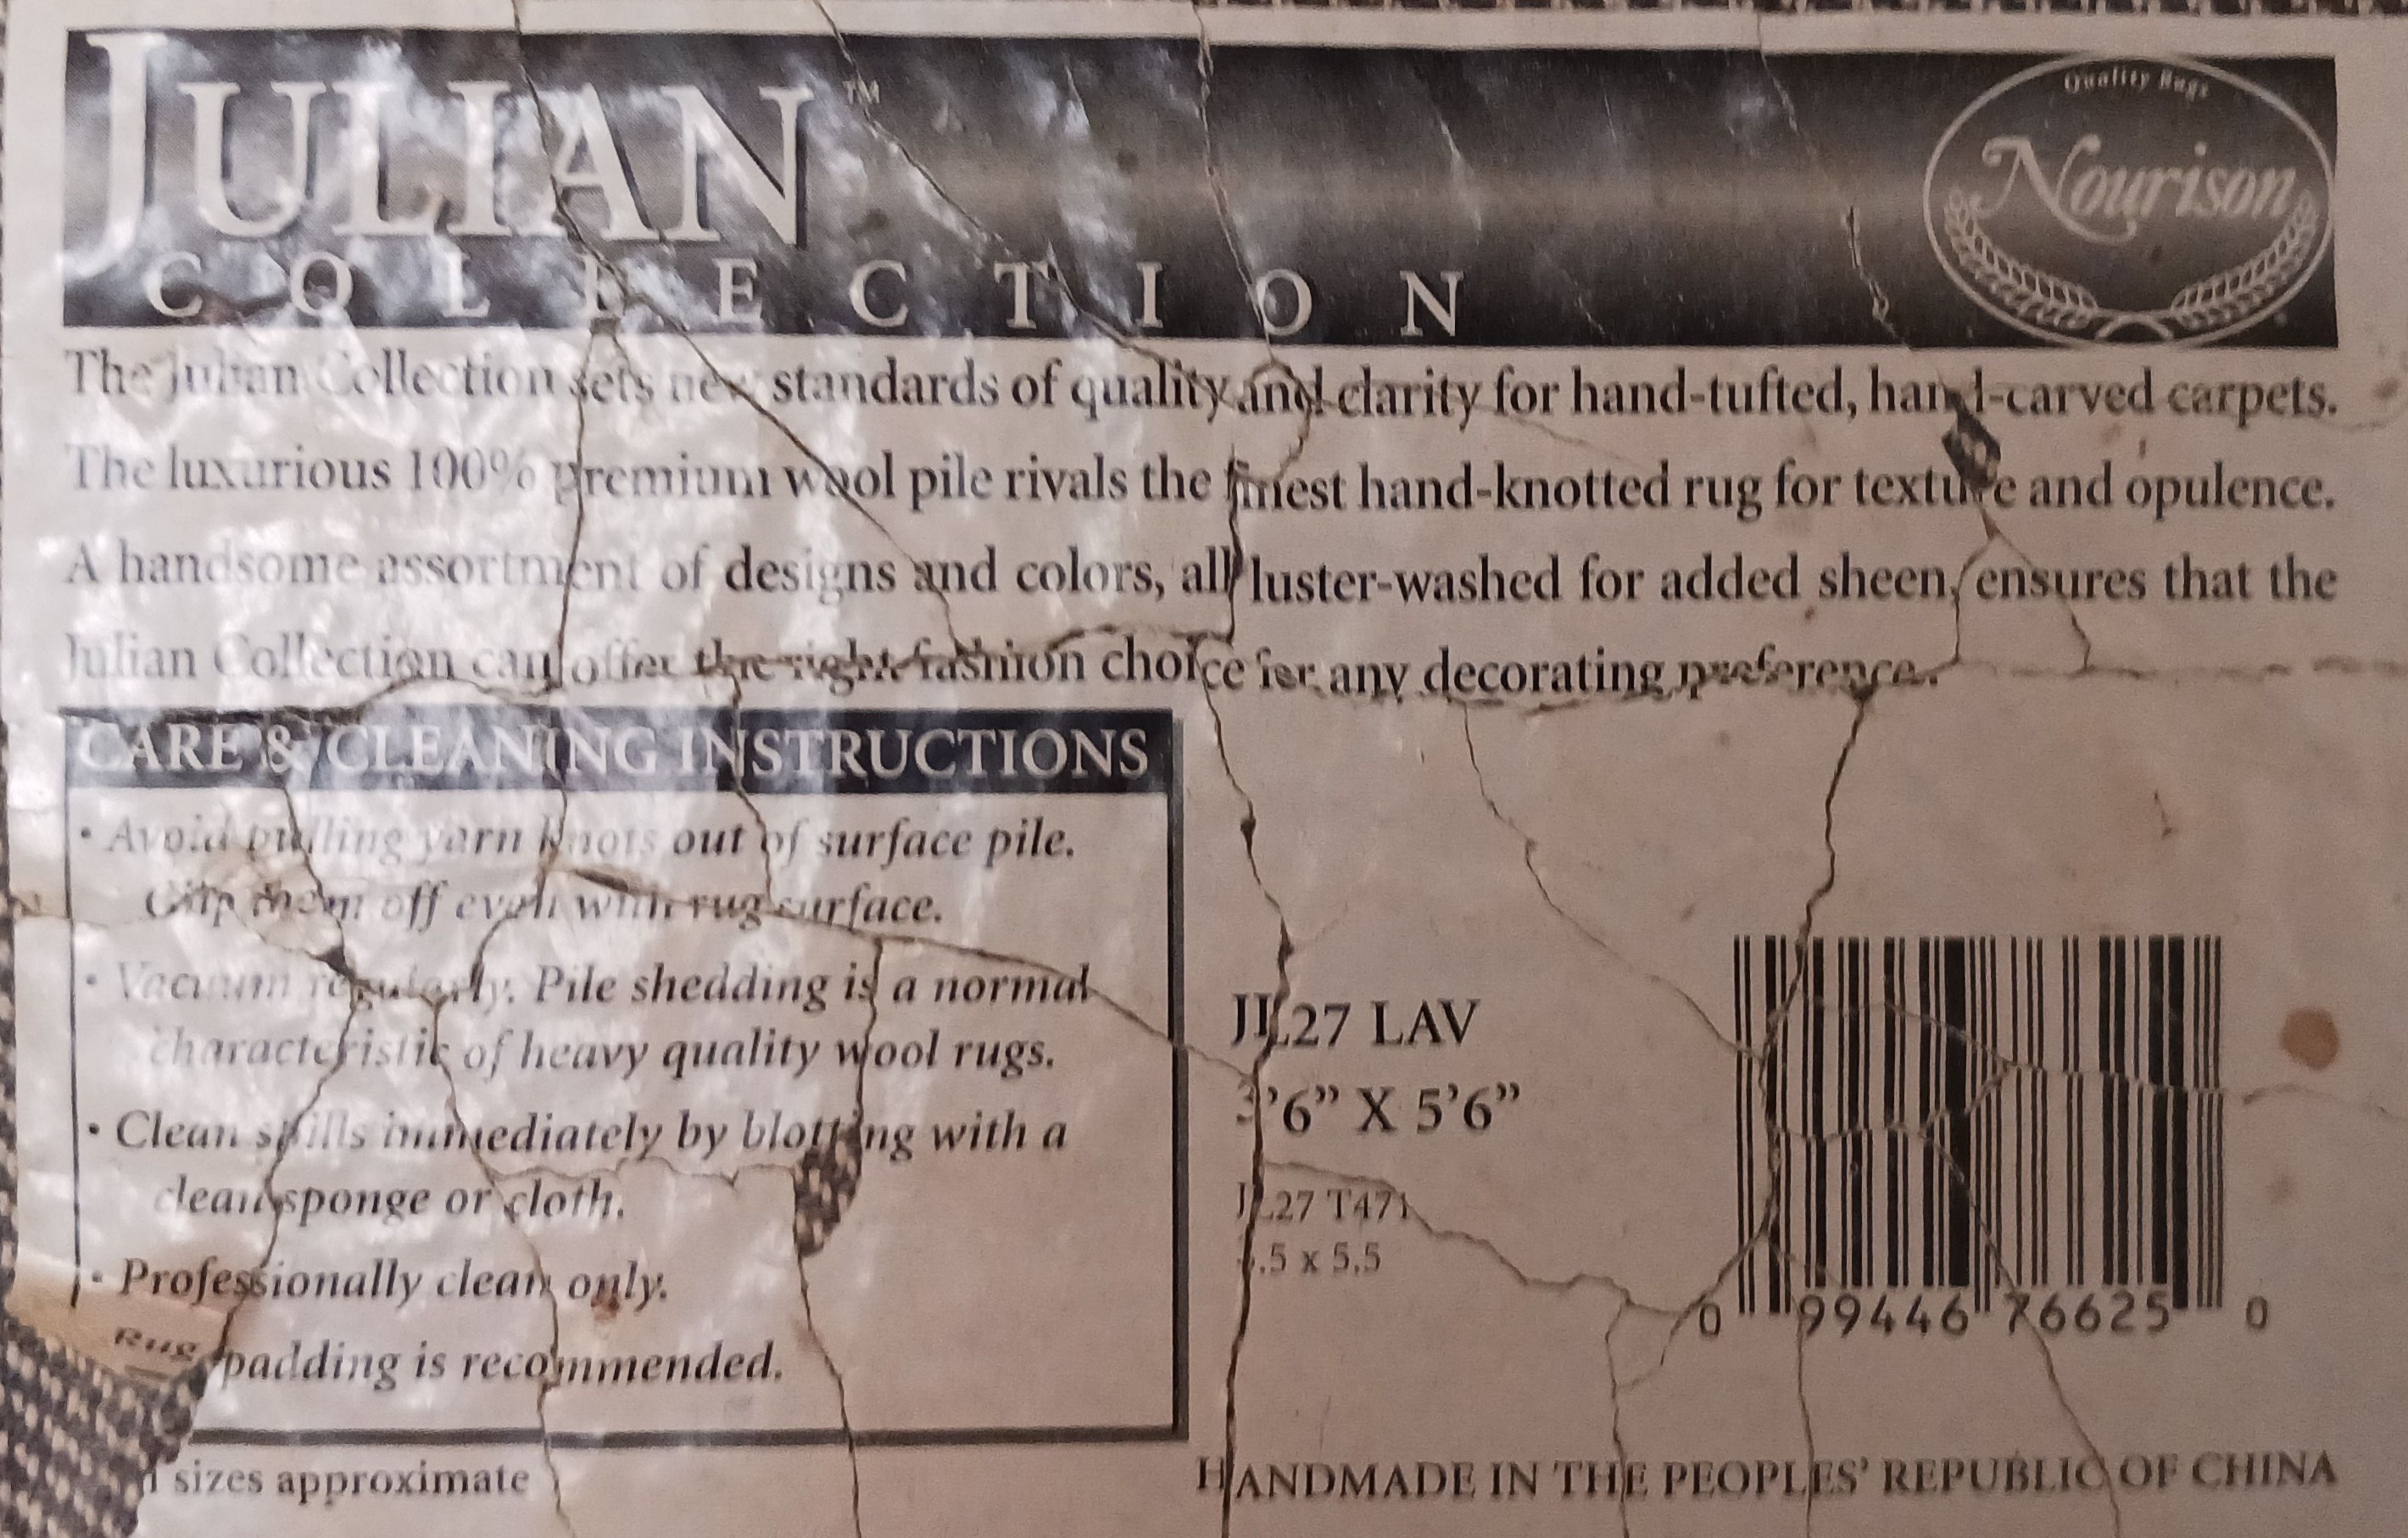 JULIAN™
COLLECTION
Quality Rugs
Nourison
The Julian Collection sets new standards of quality and clarity for hand-tufted, hand-carved carpets.
The luxurious 100% premium wool pile rivals the finest hand-knotted rug for texture and opulence.
A handsome assortment of designs and colors, all luster-washed for added sheen, ensures that the
Julian Collection can offer the right fashion choice for any decorating preference.
CARE & CLEANING INSTRUCTIONS
• Avoid pulling yarn knots out of surface pile.
Clip them off even with rug surface.
• Vacuum regularly. Pile shedding is a normal
characteristic of heavy quality wool rugs.
• Clean spills immediately by blotting with a
clean sponge or cloth.
• Professionally clean only.
Rug padding is recommended.
sizes approximate
JL27 LAV
3'6” X 5'6”
JL27 T471
.5 x 5.5
0 99446 76625 0
HANDMADE IN THE PEOPLES' REPUBLIC OF CHINA